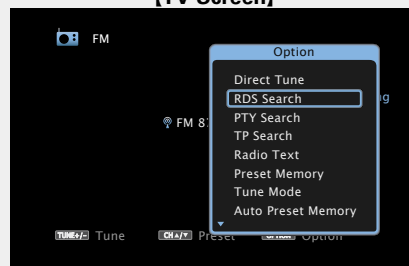 [TV Screen]
FM
Option
Direct Tune
RDS Search
PTY Search
FM 8
TP Search
Radio Text
Preset Memory
Tune Mode
Auto Preset Memory
TUNE+/- Tune CH▲/▼ Preset Option